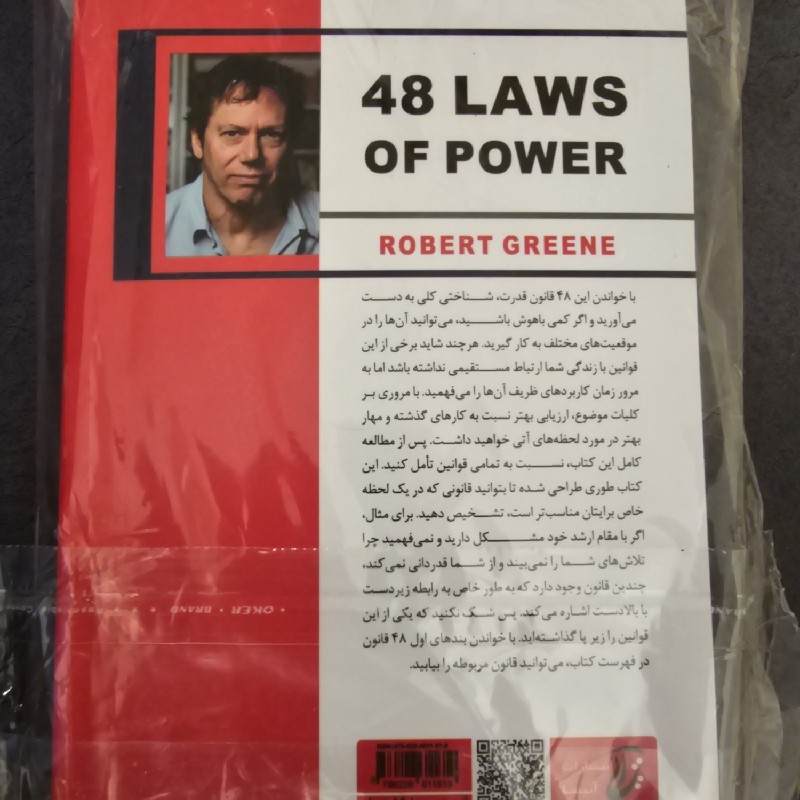 48 LAWS
OF POWER
ROBERT GREENE
با خواندن این ۴۸ قانون قدرت، شناختی کلی به دست
می‌آورید و اگر کمی باهوش باشید، می‌توانید آن‌ها را در
موقعیت‌های مختلف به کار گیرید. هرچند شاید برخی از این
قوانین با زندگی شما ارتباط مستقیمی نداشته باشد اما به
مرور زمان کاربردهای ظریف آن‌ها را می‌فهمید. با مروری بر
کلیات موضوع، ارزیابی بهتر نسبت به کارهای گذشته و مهار
بهتر در مورد لحظه‌های آتی خواهید داشت. پس از مطالعه
کامل این کتاب، نسبت به تمامی قوانین تأمل کنید. این
کتاب طوری طراحی شده تا بتوانید قانونی که در یک لحظه
خاص برایتان مناسب‌تر است، تشخیص دهید. برای مثال،
اگر با مقام ارشد خود مشکل دارید و نمی‌فهمید چرا
تلاش‌های شما را نمی‌بیند و از شما قدردانی نمی‌کند،
چندین قانون وجود دارد که به طور خاص به رابطه زیردست
با بالادست اشاره می‌کند. پس شک نکنید که یکی از این
قوانین را زیر پا گذاشته‌اید. با خواندن بندهای اول ۴۸ قانون
در فهرست کتاب، می‌توانید قانون مربوطه را بیابید.
OKER • BRAND
انتشارات